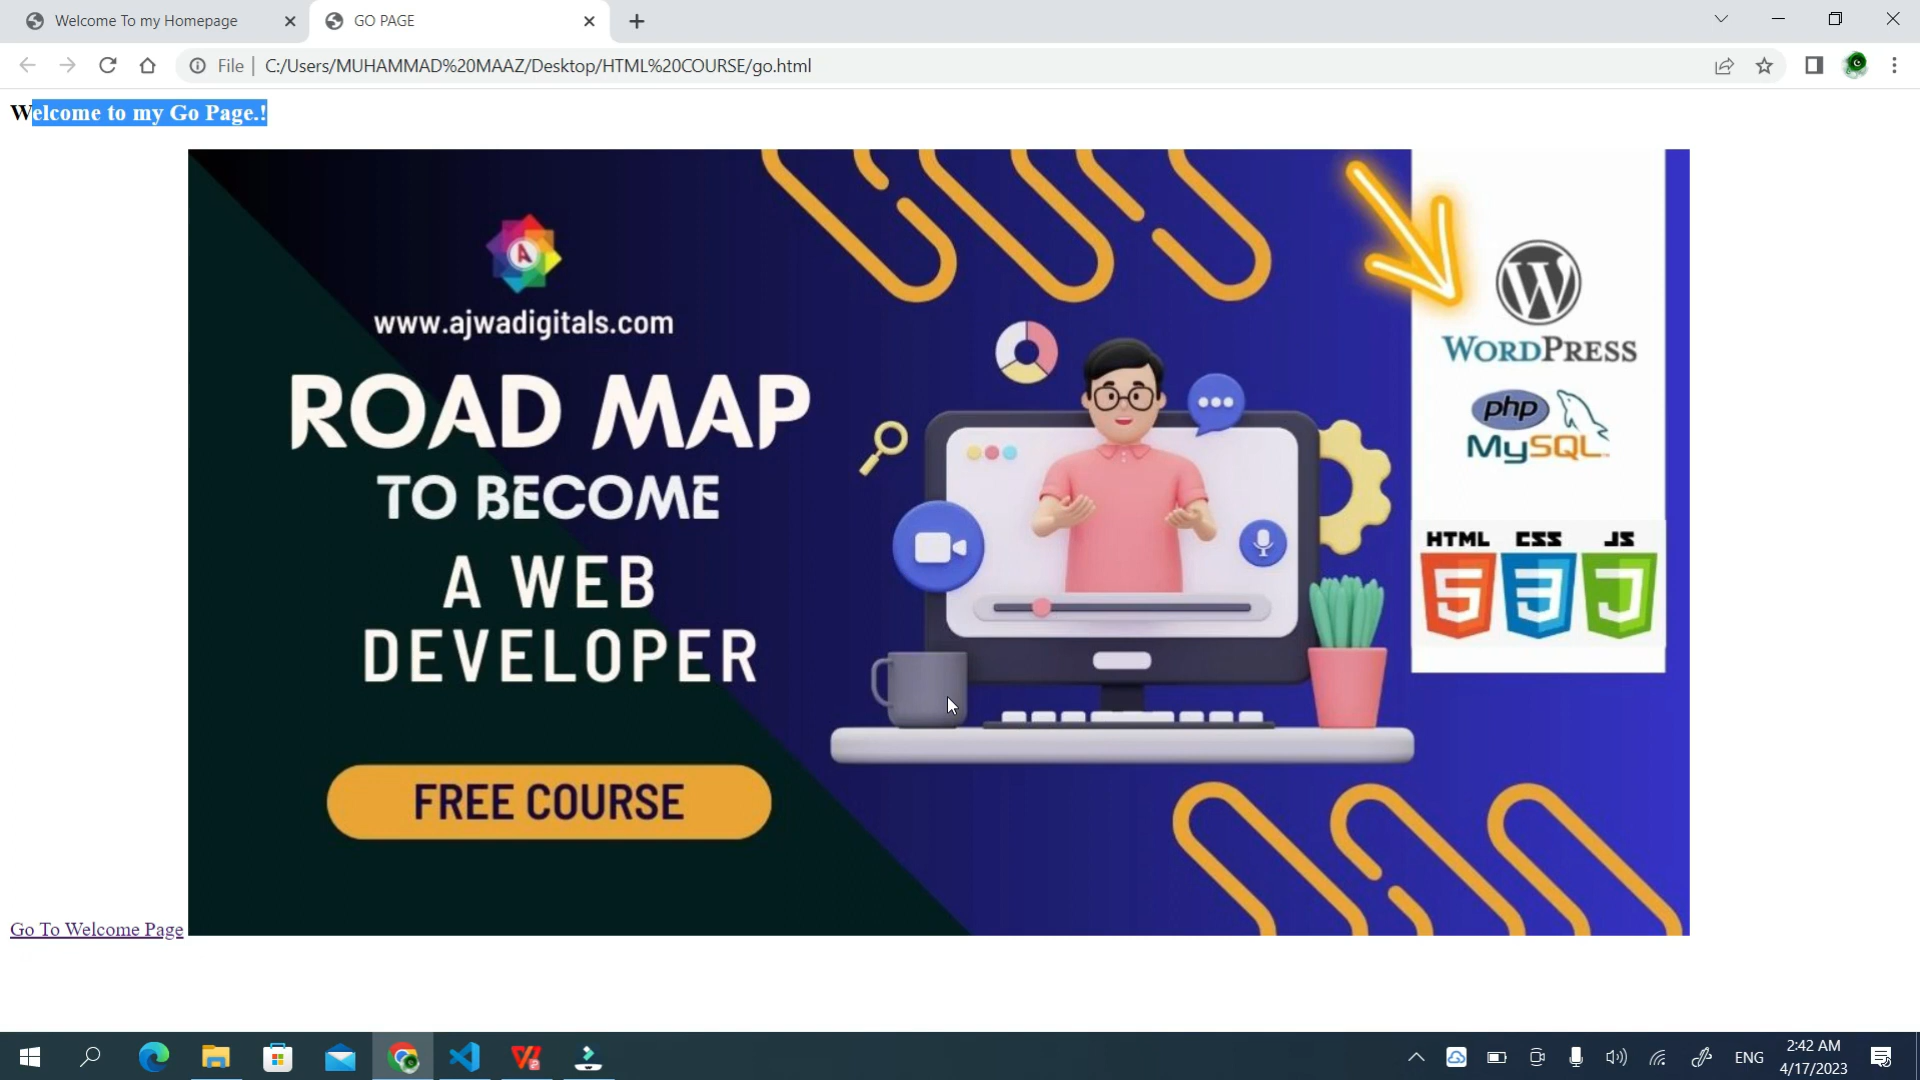 Welcome To my Homepage
GO PAGE
File
C:/Users/MUHAMMAD%20MAAZ/Desktop/HTML%20COURSE/go.html
Welcome to my Go Page.!
A
www.ajwadigitals.com
ROAD MAP
TO BECOME
A WEB
DEVELOPER
FREE COURSE
W
WORDPRESS
php
MySQL
HTML CSS JS
5 3 J
Go To Welcome Page
ENG
2:42 AM
4/17/2023